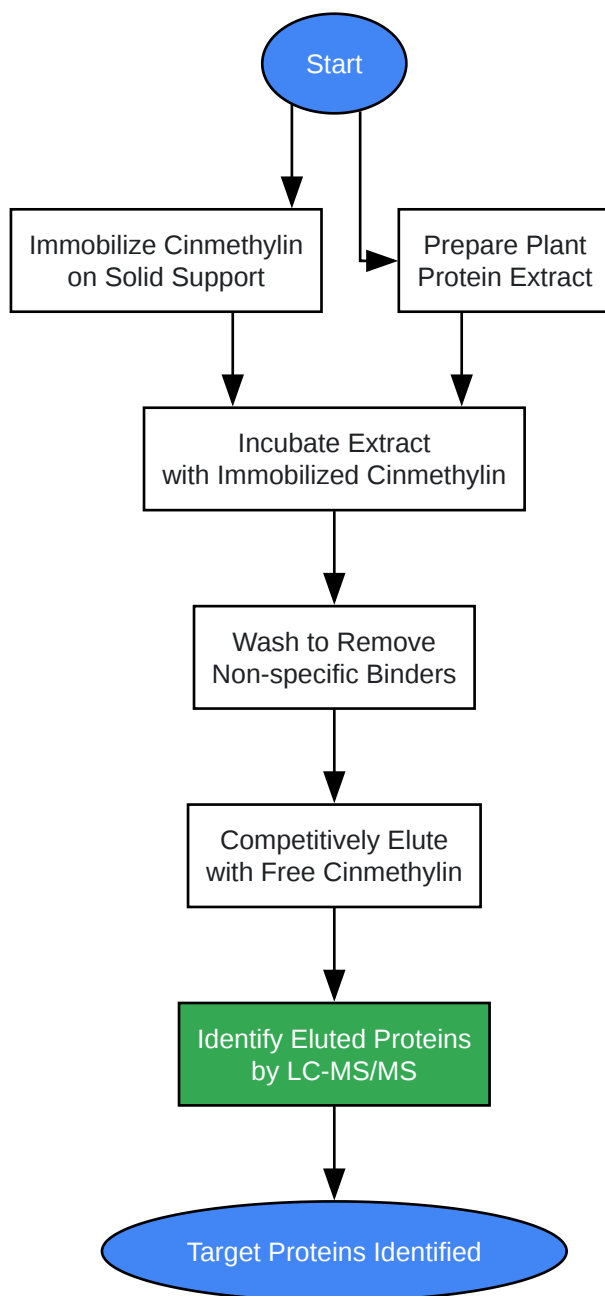 Start
Immobilize Cinmethylin
on Solid Support
Prepare Plant
Protein Extract
Incubate Extract
with Immobilized Cinmethylin
Wash to Remove
Non-specific Binders
Competitively Elute
with Free Cinmethylin
Identify Eluted Proteins
by LC-MS/MS
Target Proteins Identified